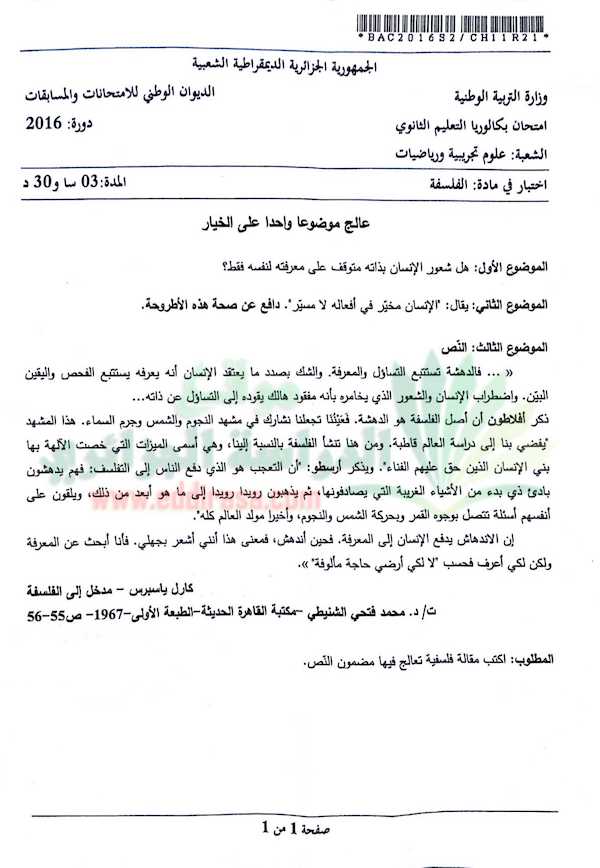 *BAC2016S2/CH11R21*
الجمهورية الجزائرية الديمقراطية الشعبية
وزارة التربية الوطنية الديوان الوطني للامتحانات والمسابقات
امتحان بكالوريا التعليم الثانوي دورة: 2016
الشعبة: علوم تجريبية ورياضيات
اختبار في مادة: الفلسفة المدة: 03 سا و30 د
عالج موضوعا واحدا على الخيار
الموضوع الأول: هل شعور الإنسان بذاته متوقف على معرفته لنفسه فقط؟
الموضوع الثاني: يقال: "الإنسان مخيّر في أفعاله لا مسيّر". دافع عن صحة هذه الأطروحة.
الموضوع الثالث: النّص
« ... فالدهشة تستتبع التساؤل والمعرفة. والشك بصدد ما يعتقد الإنسان أنه يعرفه يستتبع الفحص واليقين
البيّن. واضطراب الإنسان والشعور الذي يخامره بأنه مفقود هالك يقوده إلى التساؤل عن ذاته...
ذكر أفلاطون أن أصل الفلسفة هو الدهشة. فعَيْنُنَا تجعلنا نشارك في مشهد النجوم والشمس وجرم السماء. هذا المشهد
"يفضي بنا إلى دراسة العالم قاطبة. ومن هنا تنشأ الفلسفة بالنسبة إلينا، وهي أسمى الميزات التي خصت الآلهة بها
بني الإنسان الذين حق عليهم الفناء". ويذكر أرسطو: "أن التعجب هو الذي دفع الناس إلى التفلسف: فهم يدهشون
بادئ ذي بدء من الأشياء الغريبة التي يصادفونها، ثم يذهبون رويدا رويدا إلى ما هو أبعد من ذلك، ويلقون على
أنفسهم أسئلة تتصل بوجوه القمر وبحركة الشمس والنجوم، وأخيرا مولد العالم كله".
إن الاندهاش يدفع الإنسان إلى المعرفة. فحين أندهش، فمعنى هذا أنني أشعر بجهلي. فأنا أبحث عن المعرفة
ولكن لكي أعرف فحسب "لا لكي أرضي حاجة مألوفة" ».
كارل ياسبرس – مدخل إلى الفلسفة
ت/ د. محمد فتحي الشنيطي –مكتبة القاهرة الحديثة–الطبعة الأولى–1967– ص55–56
المطلوب: اكتب مقالة فلسفية تعالج فيها مضمون النّص.
صفحة 1 من 1